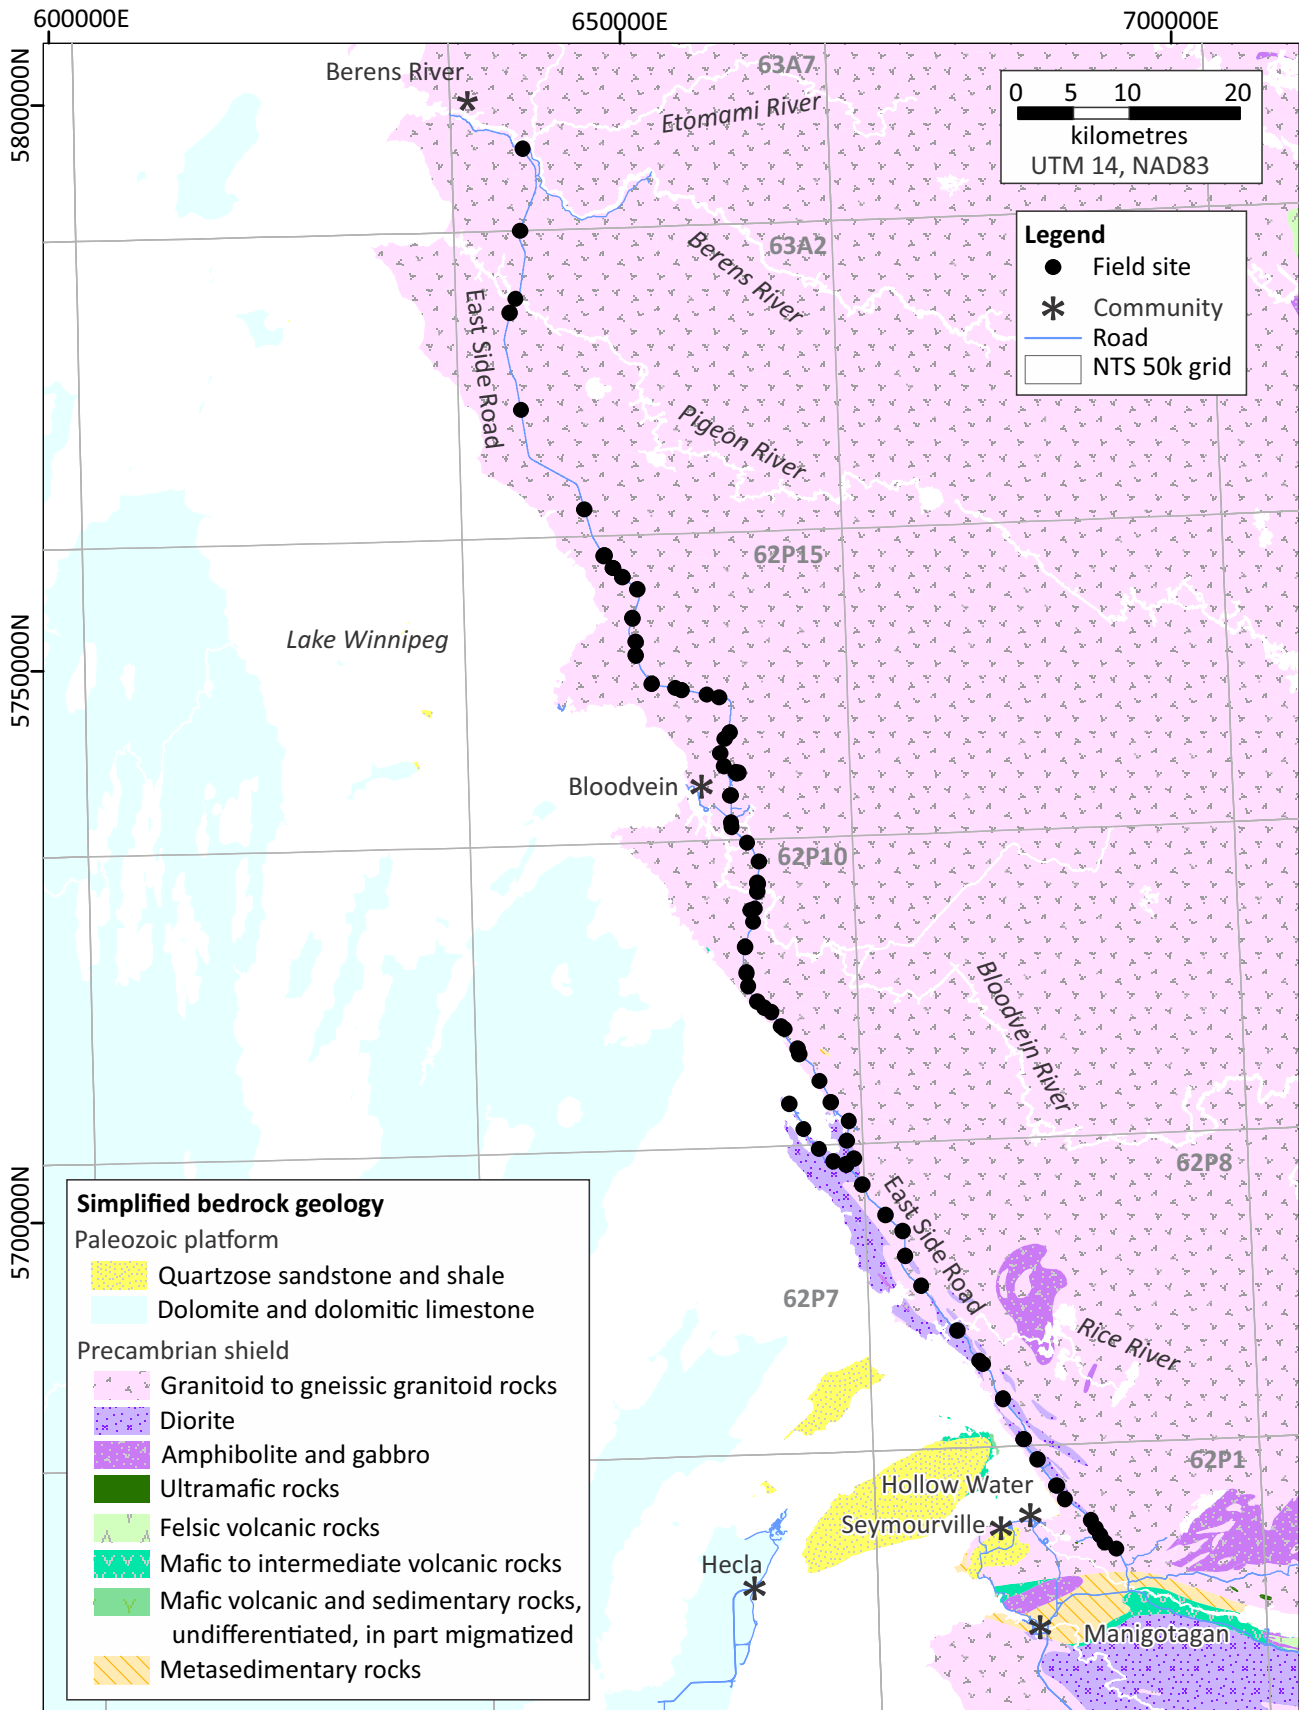 600000E
650000E
700000E
5800000N
5750000N
5700000N
Berens River
63A7
Etomami River
0 5 10 20
kilometres
UTM 14, NAD83
Legend
Field site
Community
Road
NTS 50k grid
63A2
Berens River
East Side Road
Pigeon River
62P15
Lake Winnipeg
Bloodvein
62P10
Bloodvein River
62P8
East Side Road
62P7
Rice River
62P1
Hollow Water
Seymourville
Hecla
Manigotagan
Simplified bedrock geology
Paleozoic platform
Quartzose sandstone and shale
Dolomite and dolomitic limestone
Precambrian shield
Granitoid to gneissic granitoid rocks
Diorite
Amphibolite and gabbro
Ultramafic rocks
Felsic volcanic rocks
Mafic to intermediate volcanic rocks
Mafic volcanic and sedimentary rocks,
undifferentiated, in part migmatized
Metasedimentary rocks